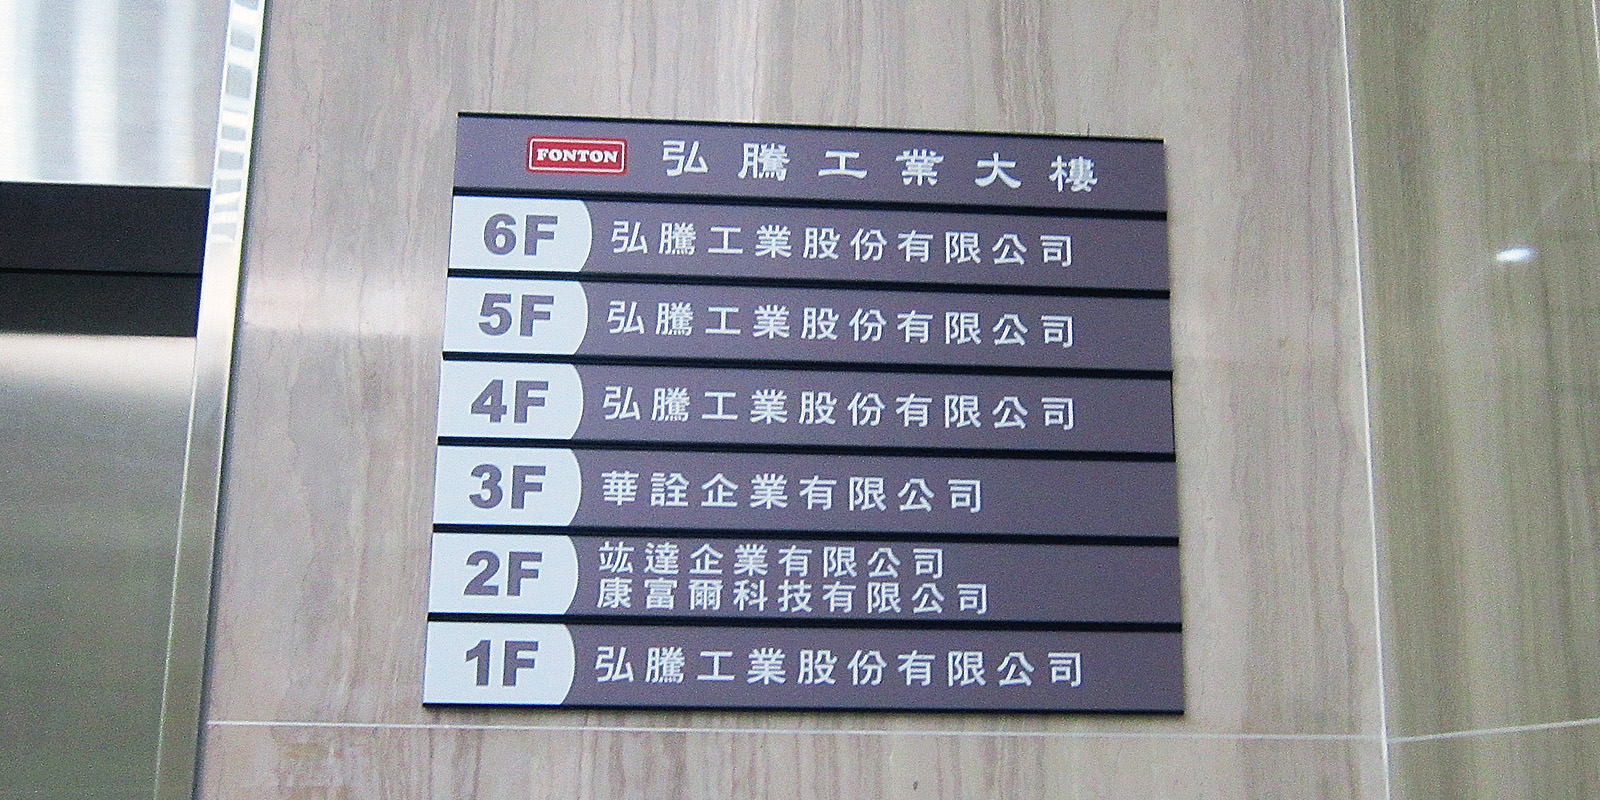 FONTON 弘騰工業大樓
6F 弘騰工業股份有限公司
5F 弘騰工業股份有限公司
4F 弘騰工業股份有限公司
3F 華詮企業有限公司
2F 竑達企業有限公司
康富爾科技有限公司
1F 弘騰工業股份有限公司